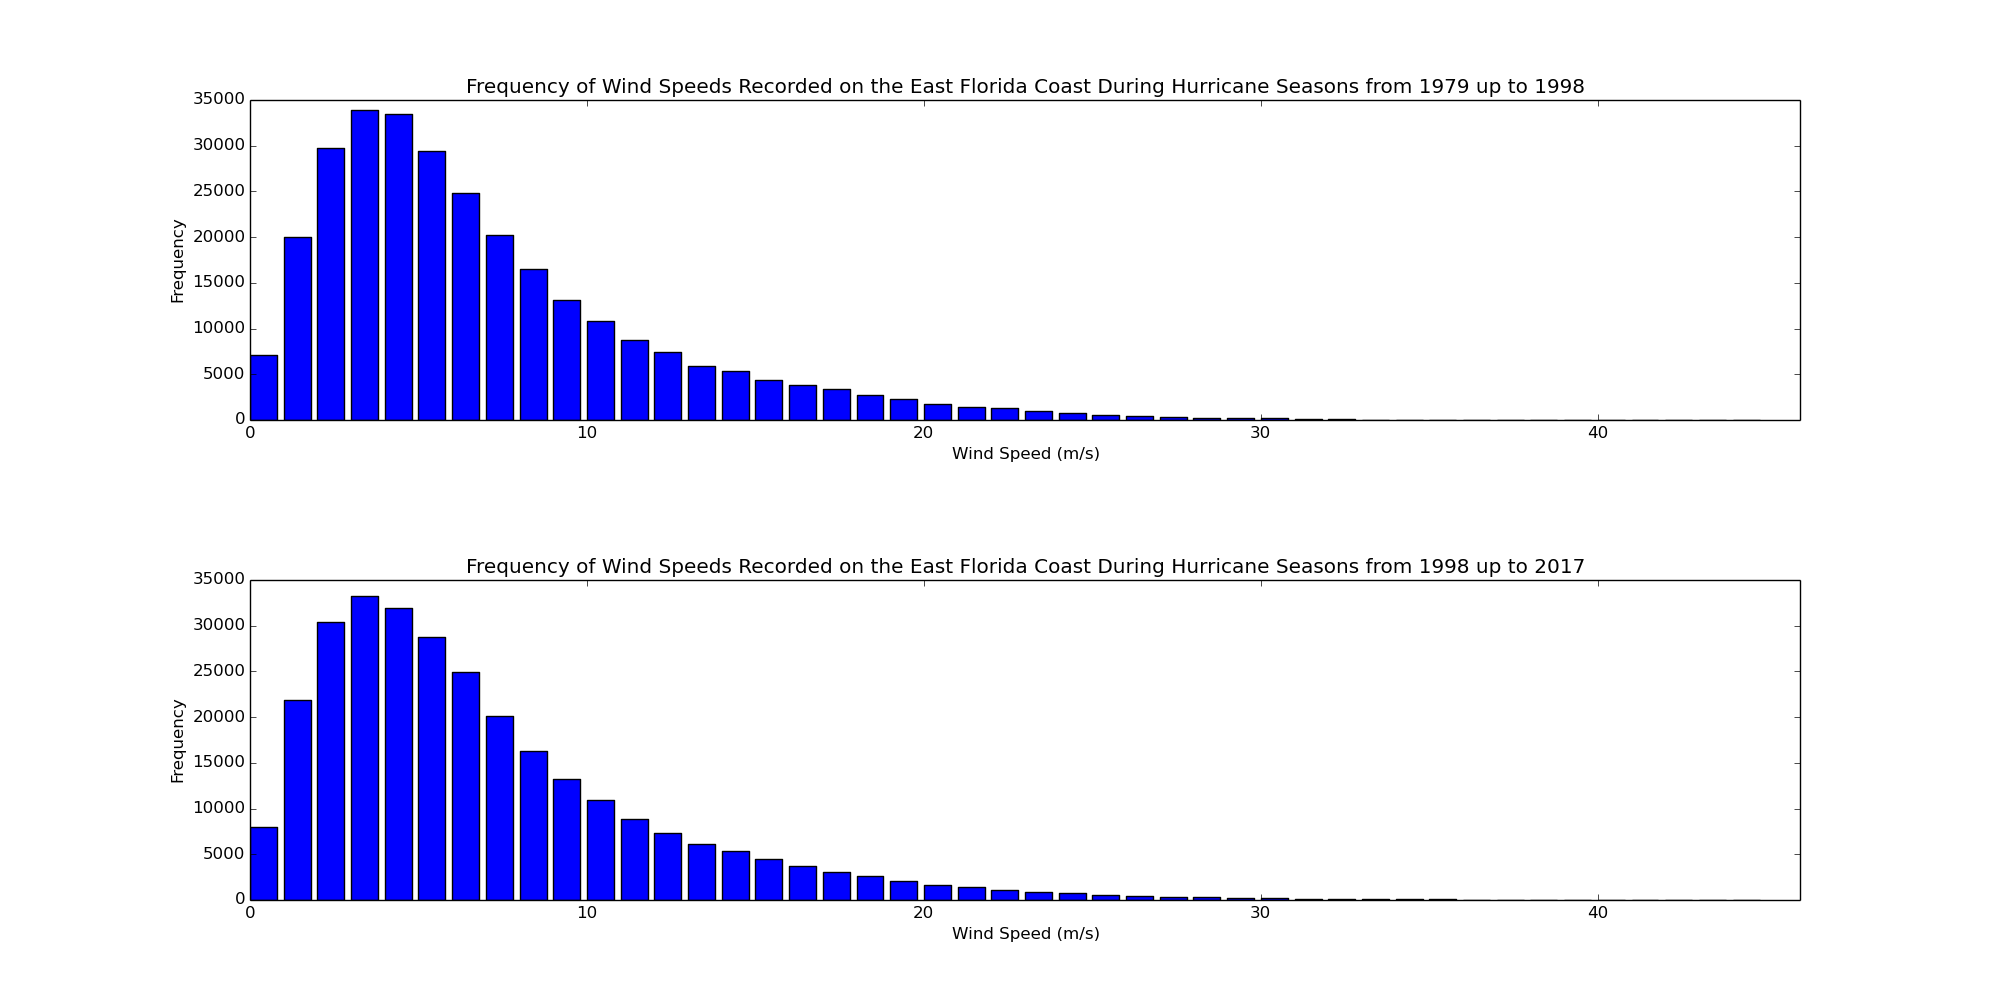 Frequency of Wind Speeds Recorded on the East Florida Coast During Hurricane Seasons from 1979 up to 1998
35000
30000
25000
20000
15000
10000
5000
0
Frequency
0 10 20 30 40
Wind Speed (m/s)
Frequency of Wind Speeds Recorded on the East Florida Coast During Hurricane Seasons from 1998 up to 2017
35000
30000
25000
20000
15000
10000
5000
0
Frequency
0 10 20 30 40
Wind Speed (m/s)